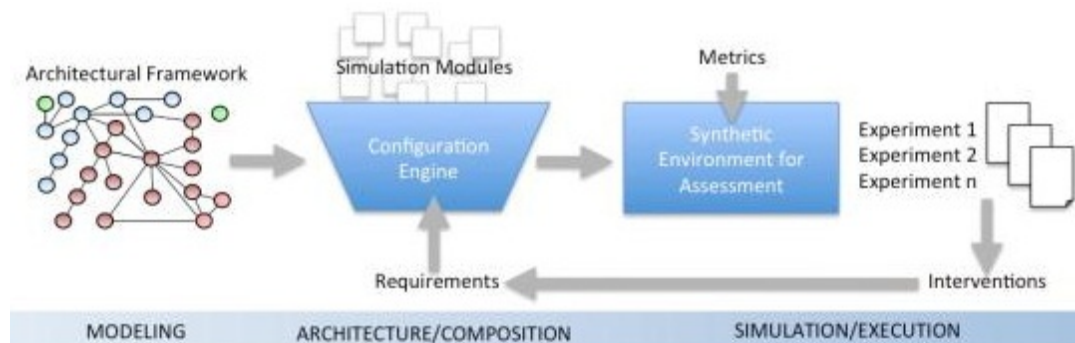 Architectural Framework
Simulation Modules
Configuration
Engine
Metrics
Synthetic
Environment for
Assessment
Experiment 1
Experiment 2
Experiment n
Requirements
Interventions
MODELING
ARCHITECTURE/COMPOSITION
SIMULATION/EXECUTION